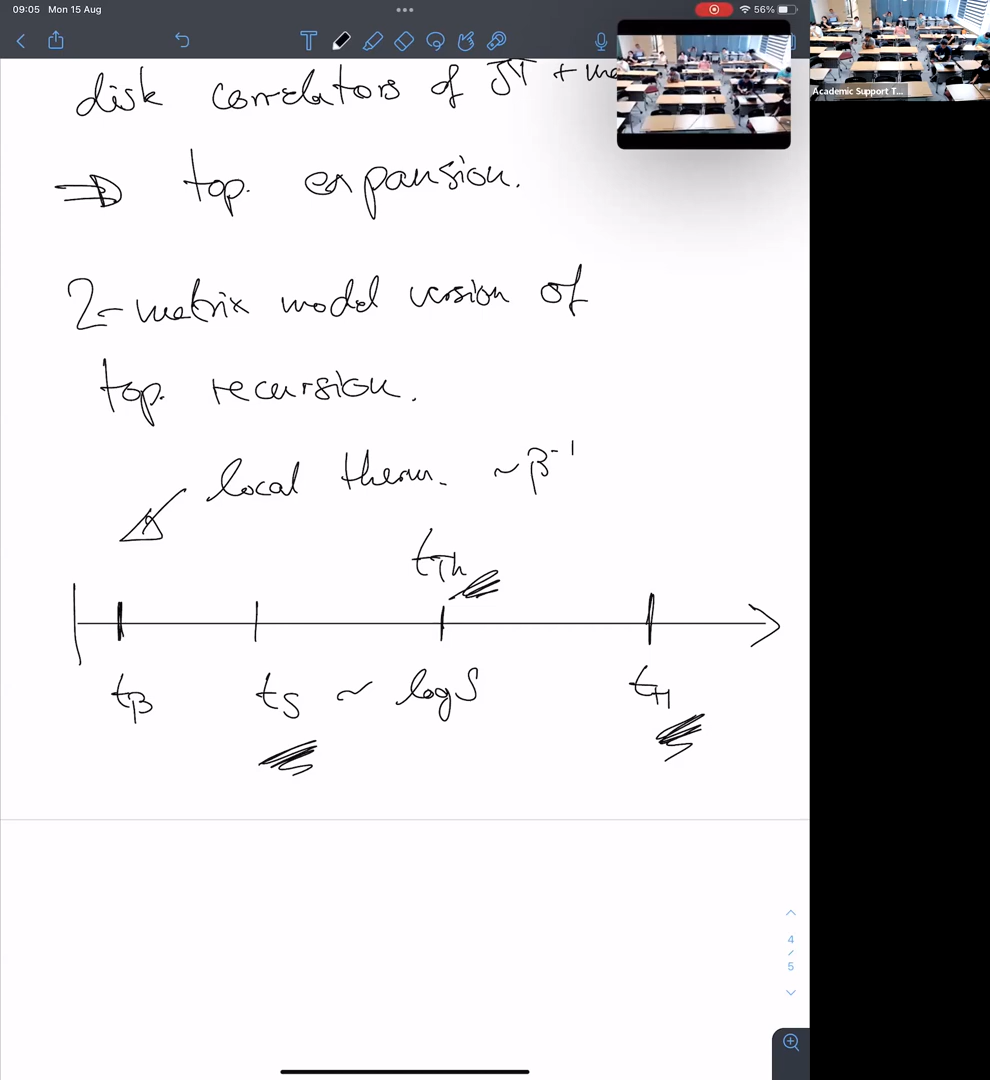 09:05 Mon 15 Aug
56%
Academic Support T...
disk correlators of JT +
⇒ top. expansion.
2-matrix model version of
top. recursion.
local therm. ~β⁻¹
t_Th
t_β t_S ~ log S t_H
4
/
5